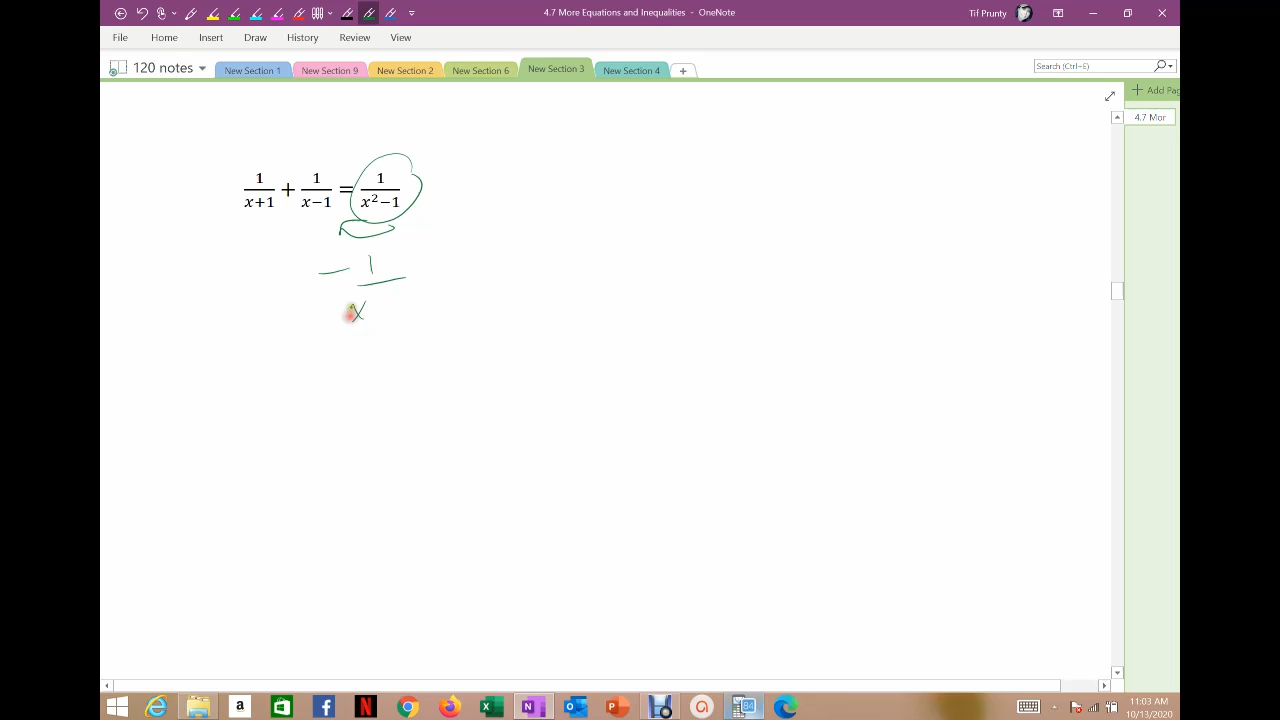 4.7 More Equations and Inequalities - OneNote
Tif Prunty
File Home Insert Draw History Review View
120 notes New Section 1 New Section 9 New Section 2 New Section 6 New Section 3 New Section 4
Search (Ctrl+E)
Add Pag
4.7 Mor
1/(x+1) + 1/(x−1) = 1/(x²−1)
− 1
x
84
11:03 AM
10/13/2020